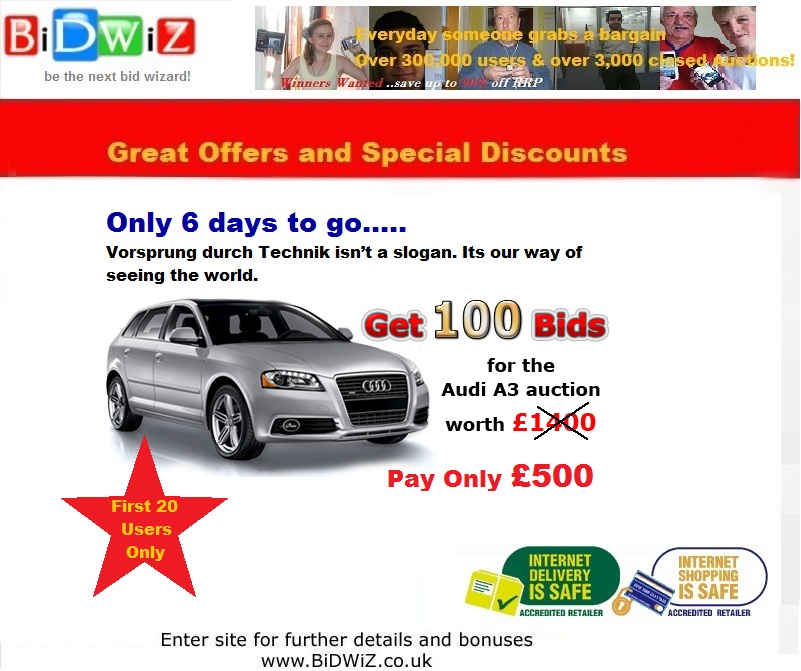 BiDWiZ
be the next bid wizard!
Everyday someone grabs a bargain
Over 300,000 users & over 3,000 closed Auctions!
Winners Wanted ..save up to 90% off RRP
Great Offers and Special Discounts
Only 6 days to go.....
Vorsprung durch Technik isn't a slogan. Its our way of
seeing the world.
Get 100 Bids
for the
Audi A3 auction
worth £1400
Pay Only £500
First 20
Users
Only
INTERNET
DELIVERY
IS SAFE
ACCREDITED RETAILER
INTERNET
SHOPPING
IS SAFE
ACCREDITED RETAILER
Enter site for further details and bonuses
www.BiDWiZ.co.uk